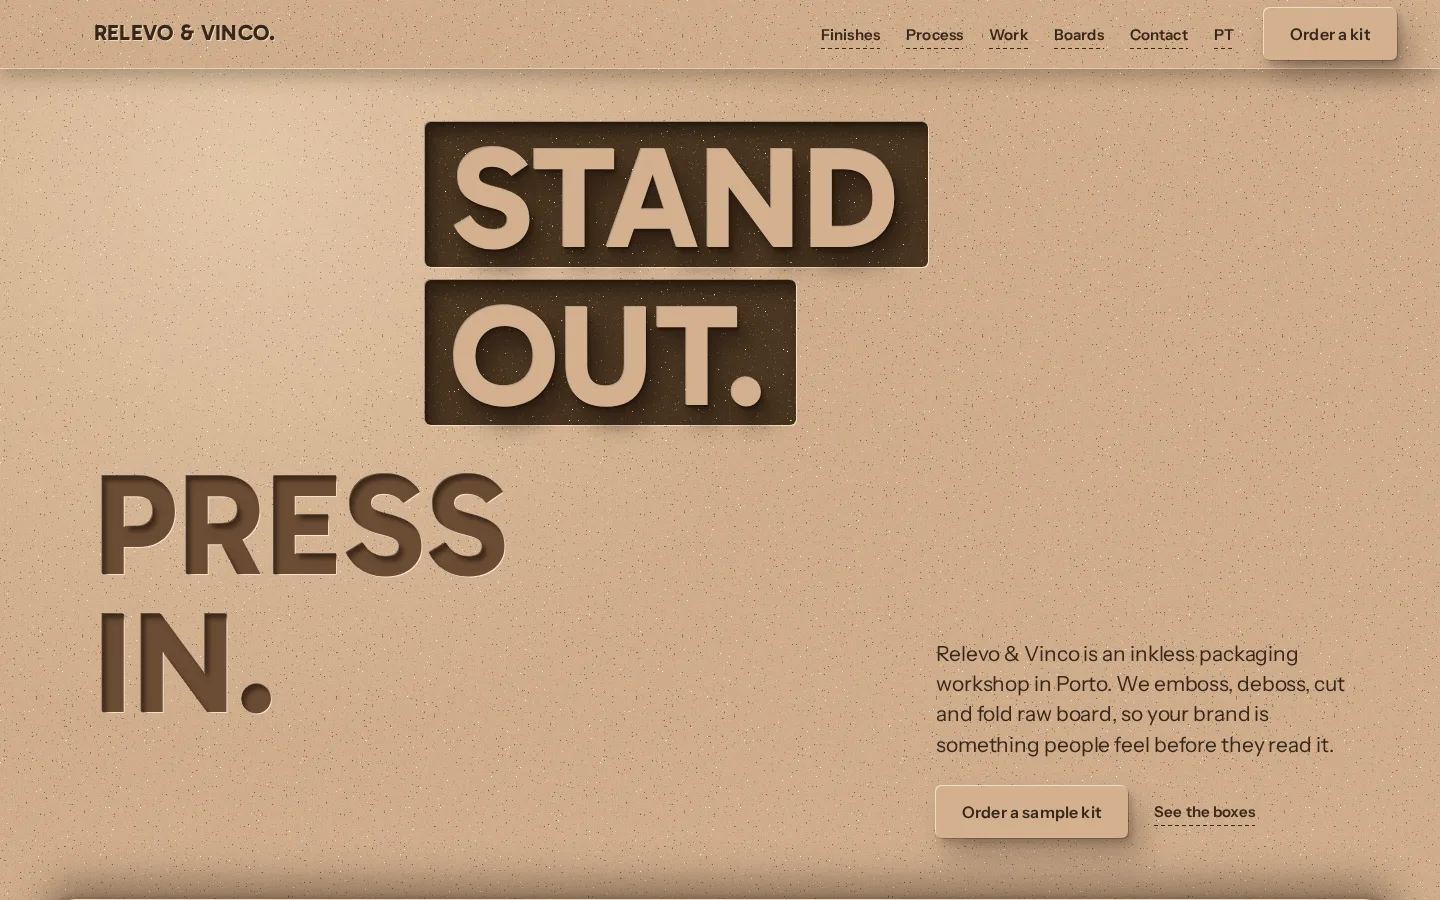 RELEVO & VINCO.
Finishes Process Work Boards Contact PT Order a kit
STAND
OUT.
PRESS
IN.
Relevo & Vinco is an inkless packaging
workshop in Porto. We emboss, deboss, cut
and fold raw board, so your brand is
something people feel before they read it.
Order a sample kit See the boxes